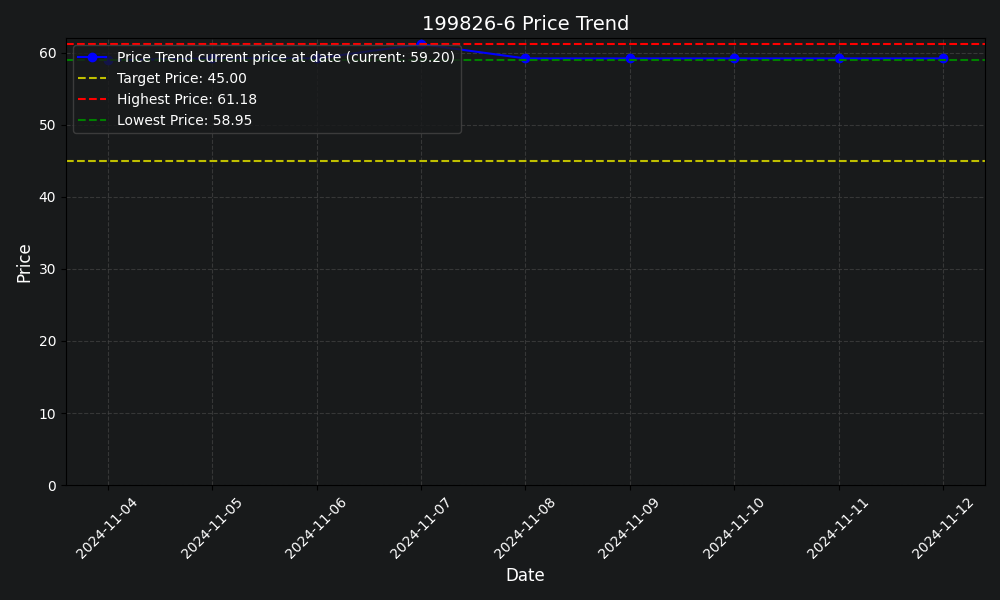 199826-6 Price Trend
Price Trend current price at date (current: 59.20)
Target Price: 45.00
Highest Price: 61.18
Lowest Price: 58.95
Price
60
50
40
30
20
10
0
2024-11-04
2024-11-05
2024-11-06
2024-11-07
2024-11-08
2024-11-09
2024-11-10
2024-11-11
2024-11-12
Date